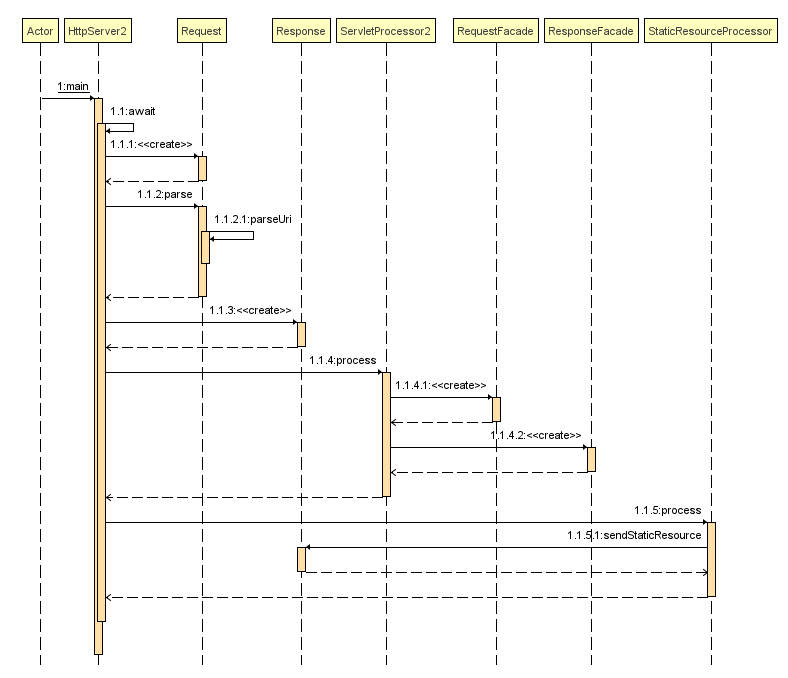 Actor HttpServer2 Request Response ServletProcessor2 RequestFacade ResponseFacade StaticResourceProcessor
1:main
1.1:await
1.1.1:<<create>>
1.1.2:parse
1.1.2.1:parseUri
1.1.3:<<create>>
1.1.4:process
1.1.4.1:<<create>>
1.1.4.2:<<create>>
1.1.5:process
1.1.5.1:sendStaticResource